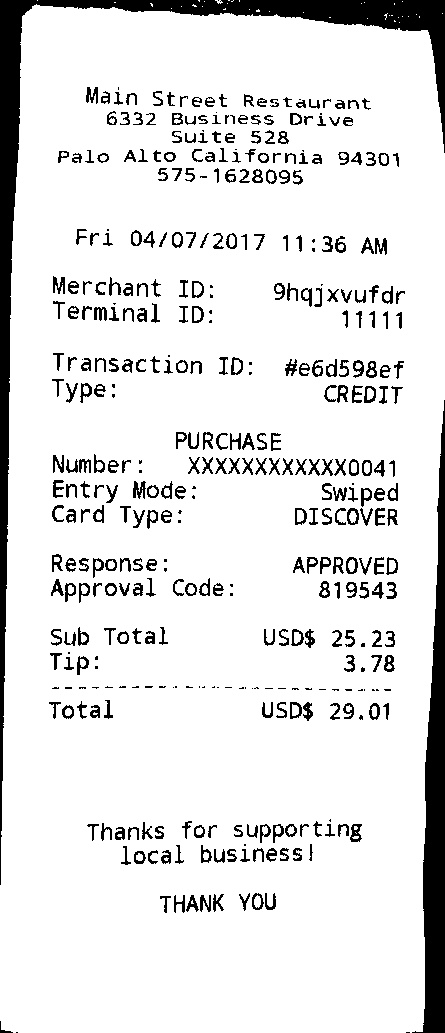 Main Street Restaurant
6332 Business Drive
Suite 528
Palo Alto California 94301
575-1628095
Fri 04/07/2017 11:36 AM
Merchant ID: 9hqjxvufdr
Terminal ID: 11111
Transaction ID: #e6d598ef
Type: CREDIT
PURCHASE
Number: XXXXXXXXXXXX0041
Entry Mode: Swiped
Card Type: DISCOVER
Response: APPROVED
Approval Code: 819543
Sub Total USD$ 25.23
Tip: 3.78
--------------------------
Total USD$ 29.01
Thanks for supporting
local business!
THANK YOU